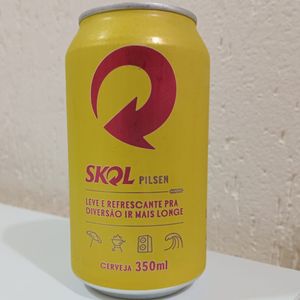 SKOL PILSEN
LEVE E REFRESCANTE PRA
DIVERSÃO IR MAIS LONGE
CERVEJA 350ml